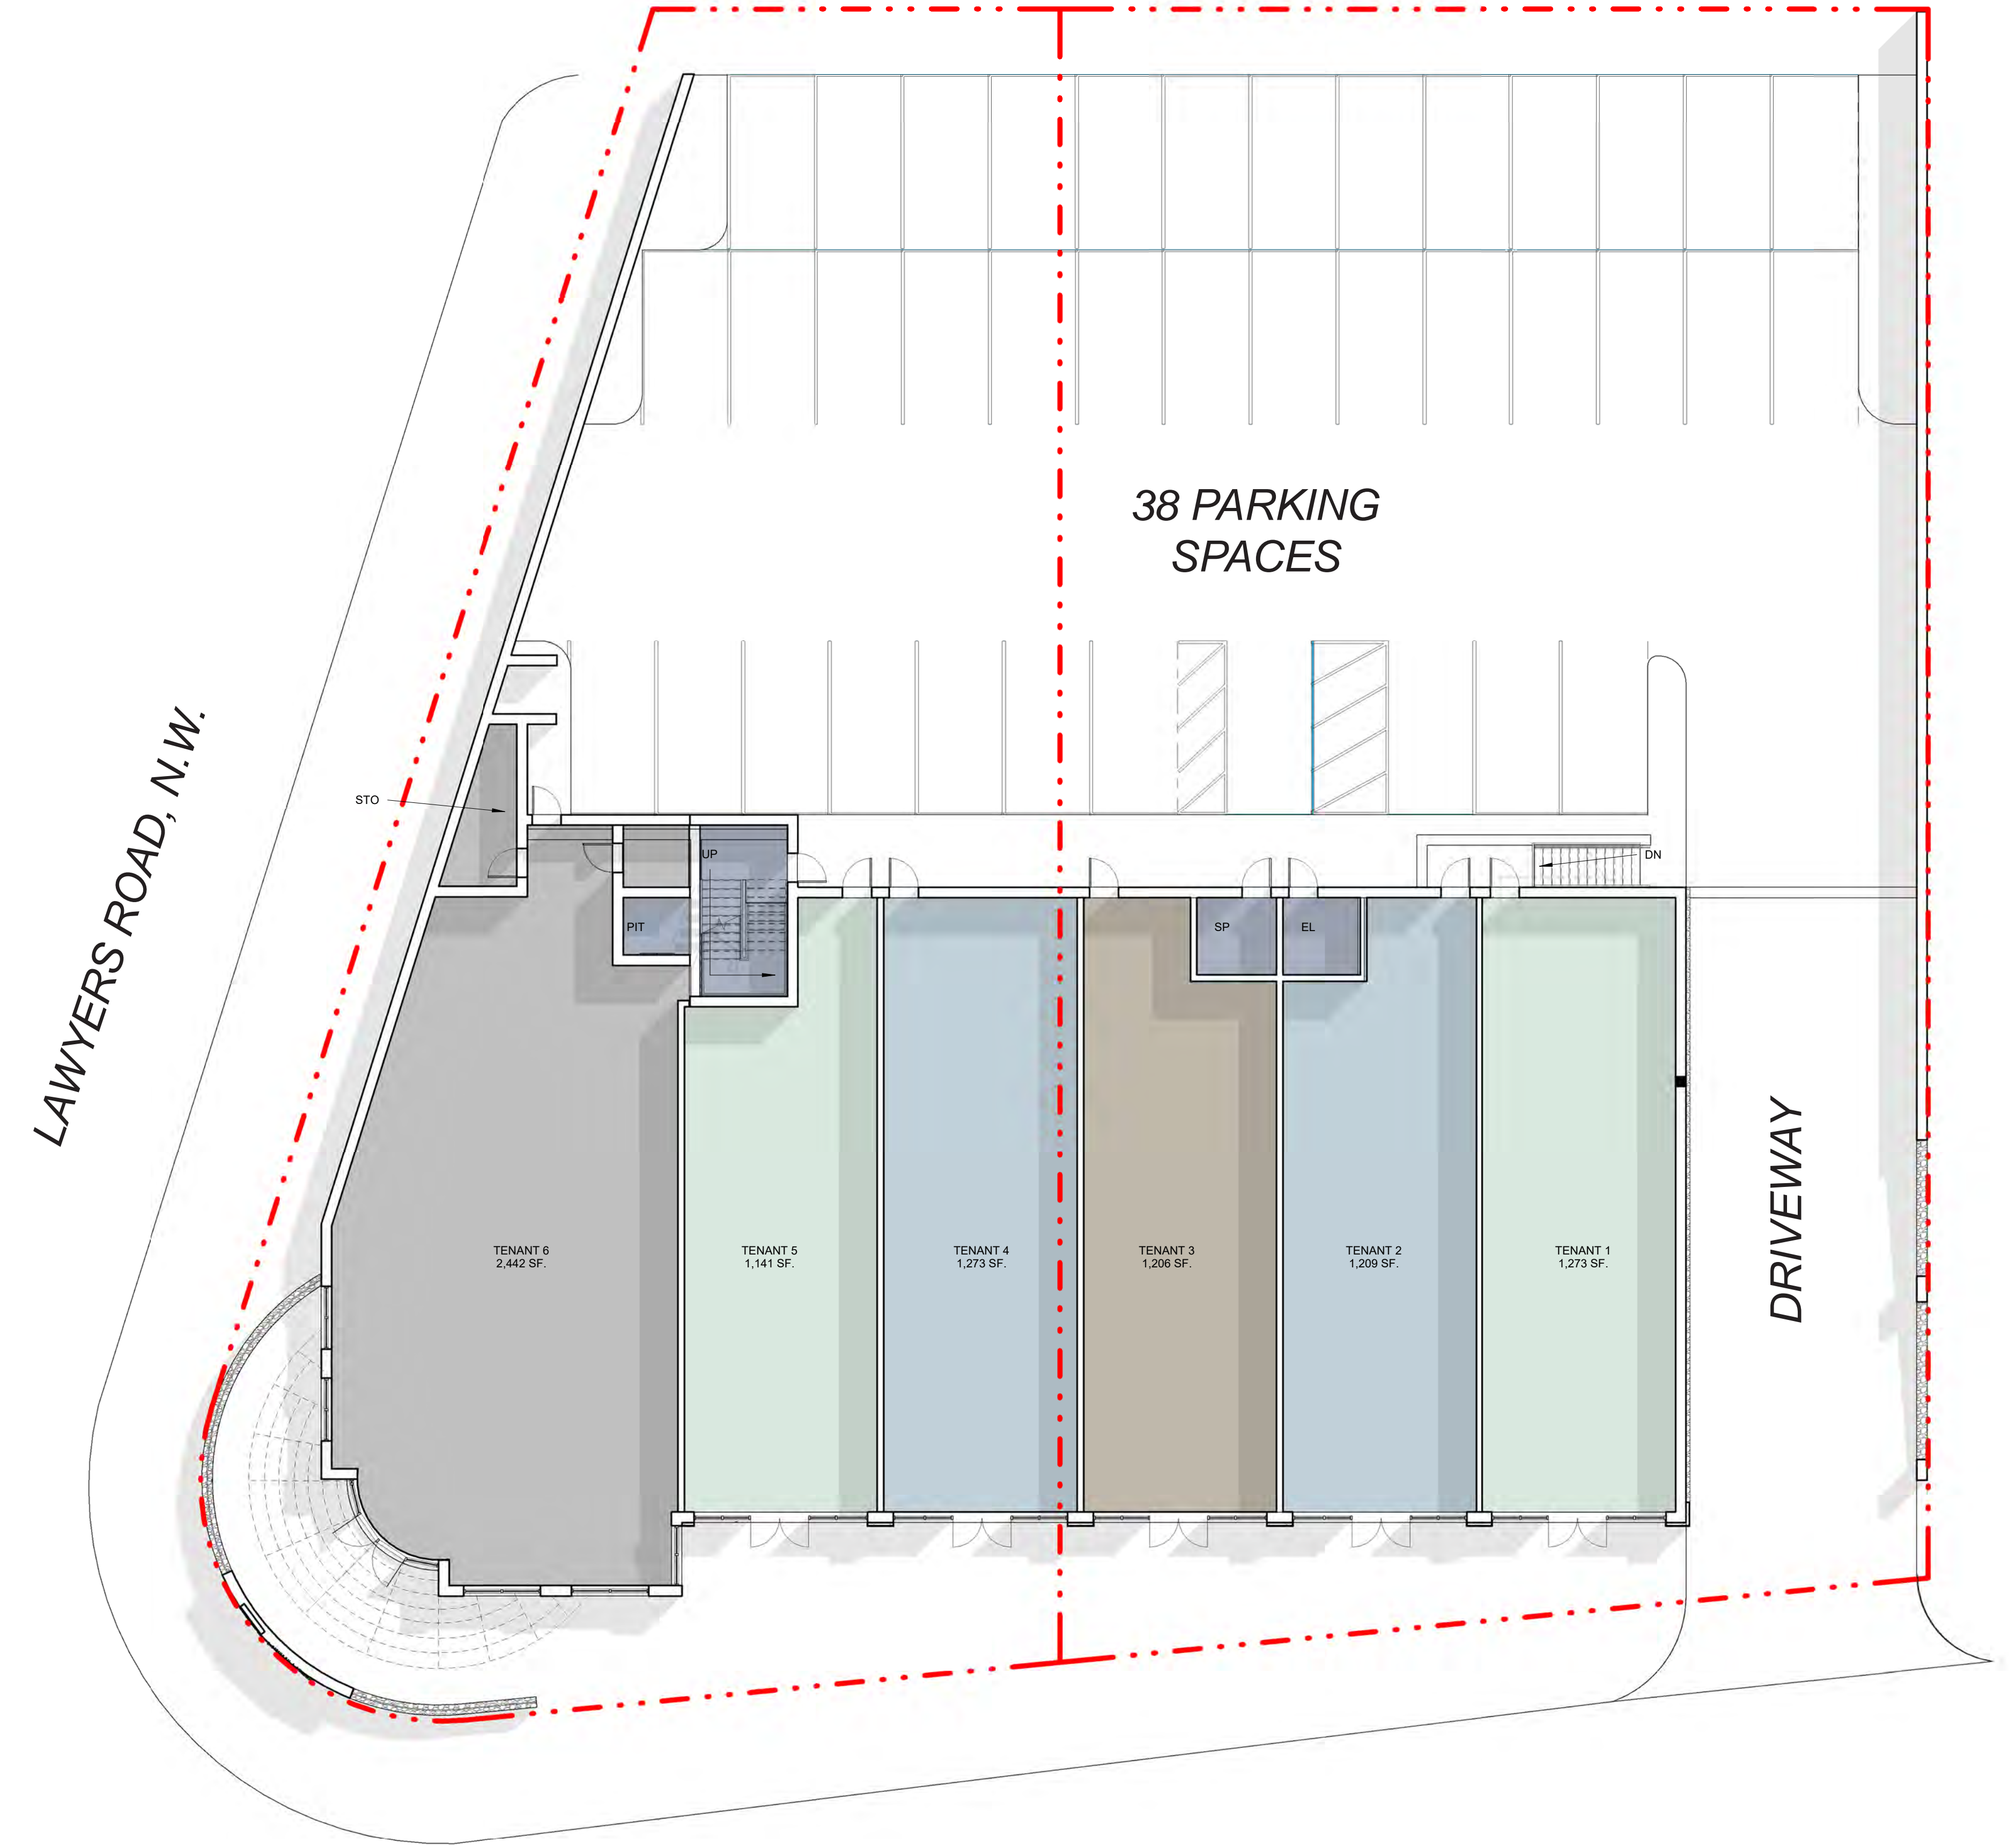 38 PARKING
SPACES
LAWYERS ROAD, N.W.
STO
UP
DN
PIT
SP
EL
DRIVEWAY
TENANT 6
2,442 SF.
TENANT 5
1,141 SF.
TENANT 4
1,273 SF.
TENANT 3
1,206 SF.
TENANT 2
1,209 SF.
TENANT 1
1,273 SF.